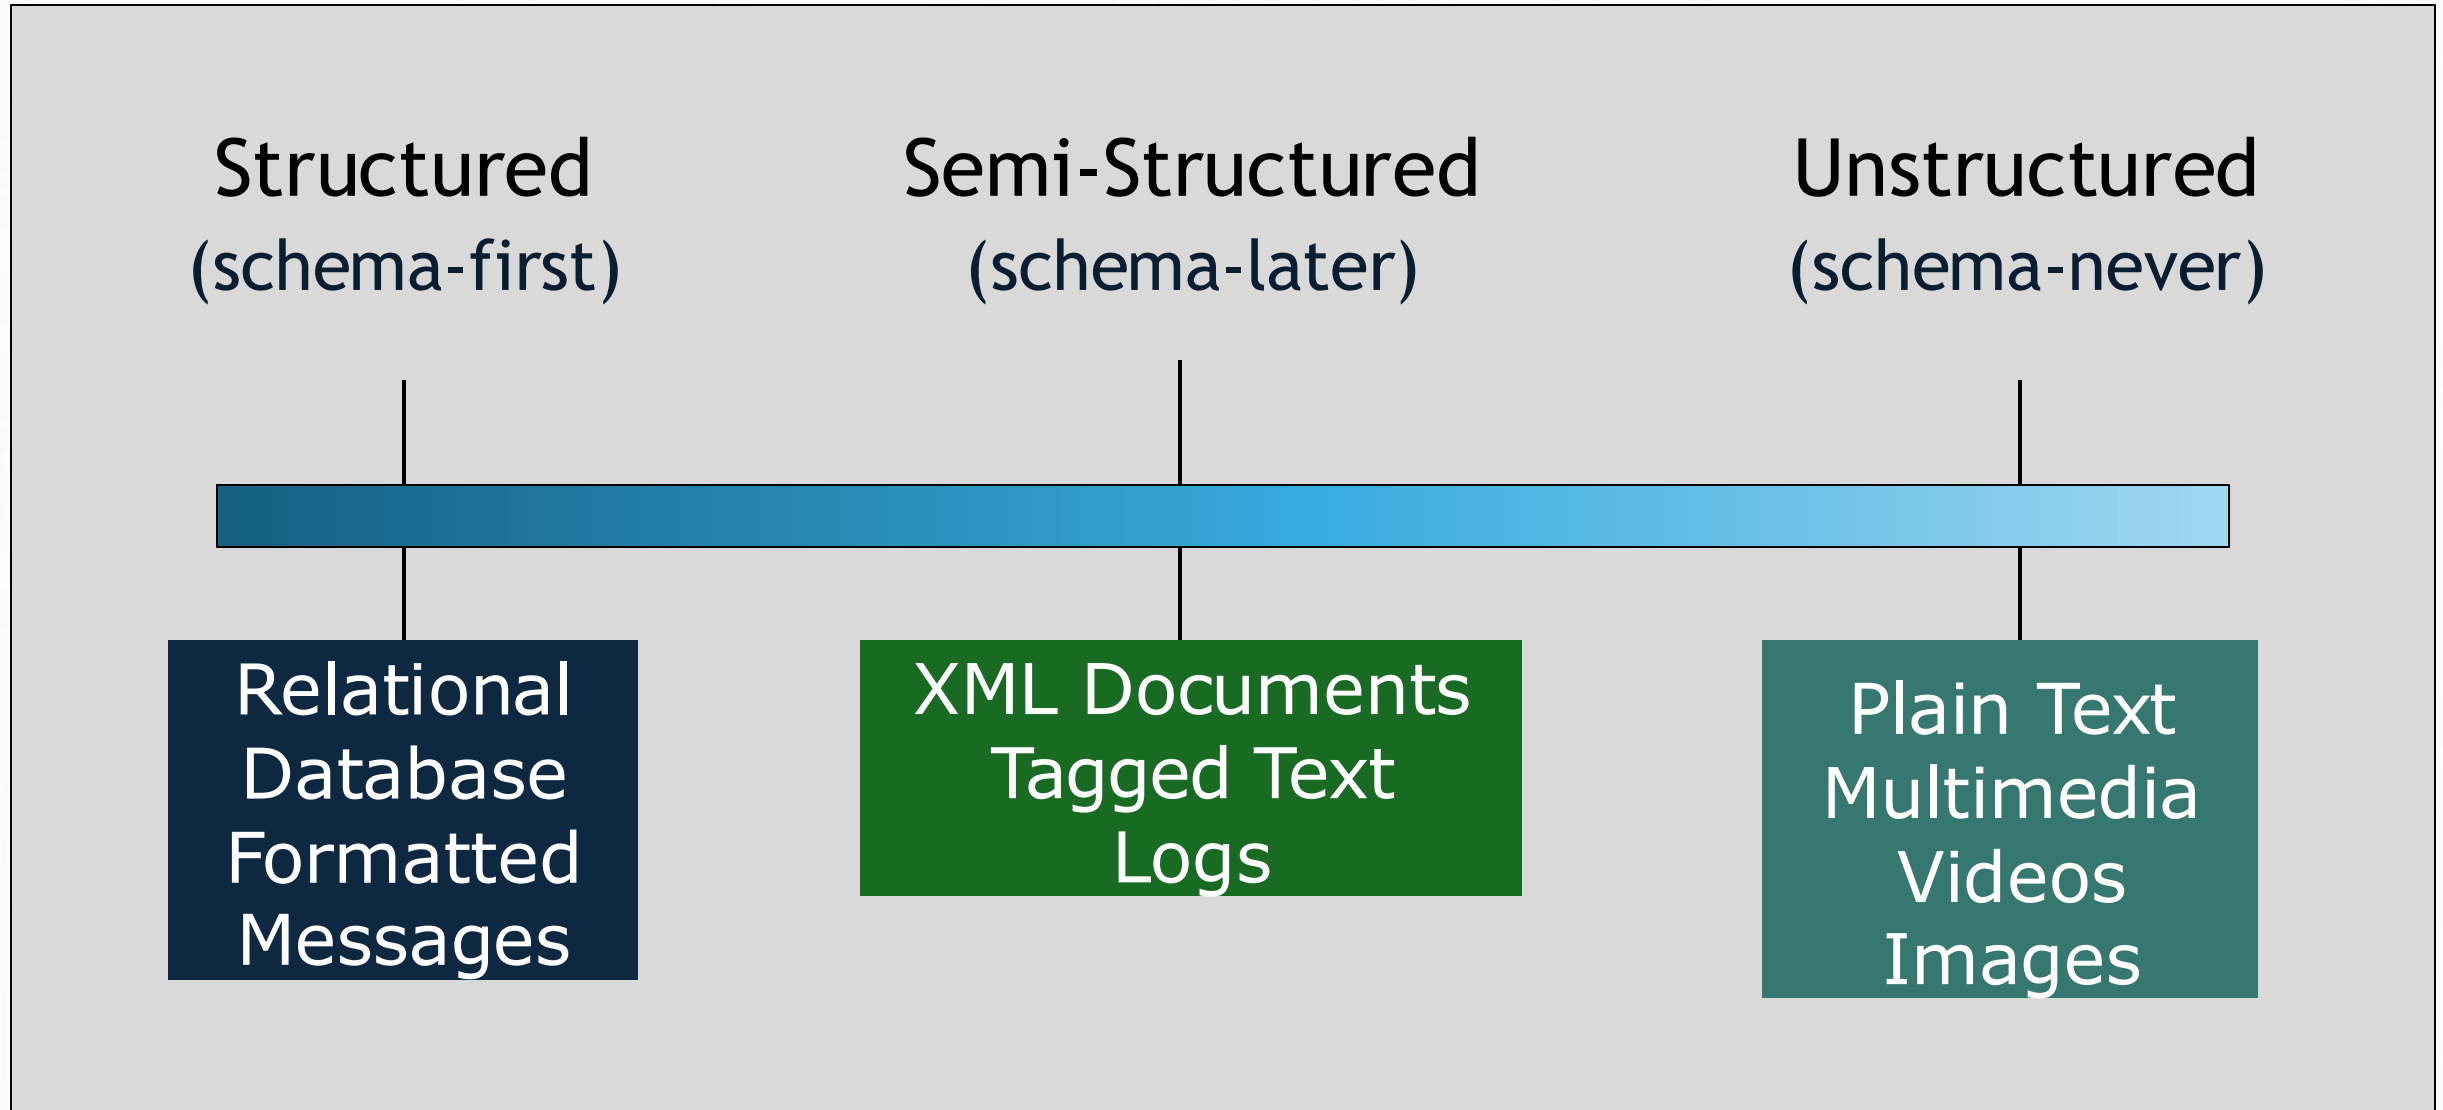 Structured
(schema-first)
Semi-Structured
(schema-later)
Unstructured
(schema-never)
Relational
Database
Formatted
Messages
XML Documents
Tagged Text
Logs
Plain Text
Multimedia
Videos
Images